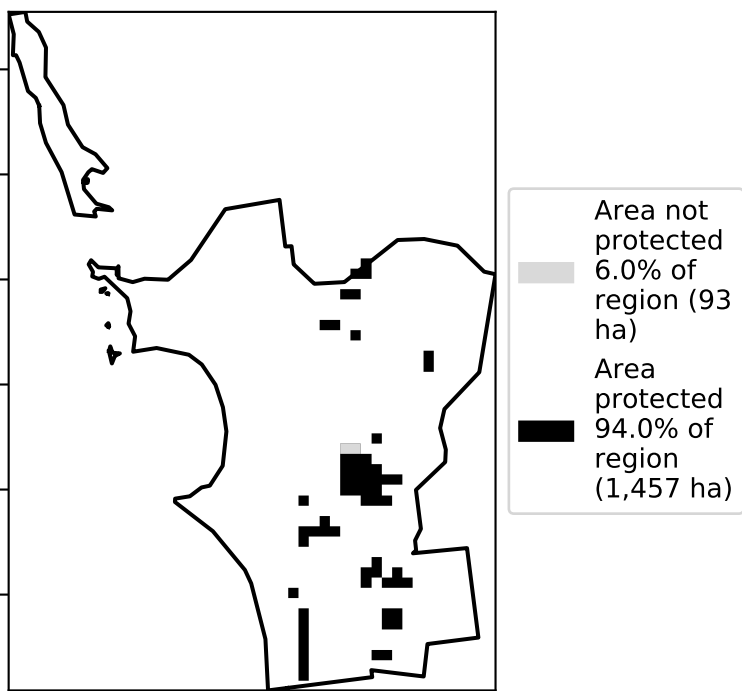 Area not
protected
6.0% of
region (93
ha)
Area
protected
94.0% of
region
(1,457 ha)